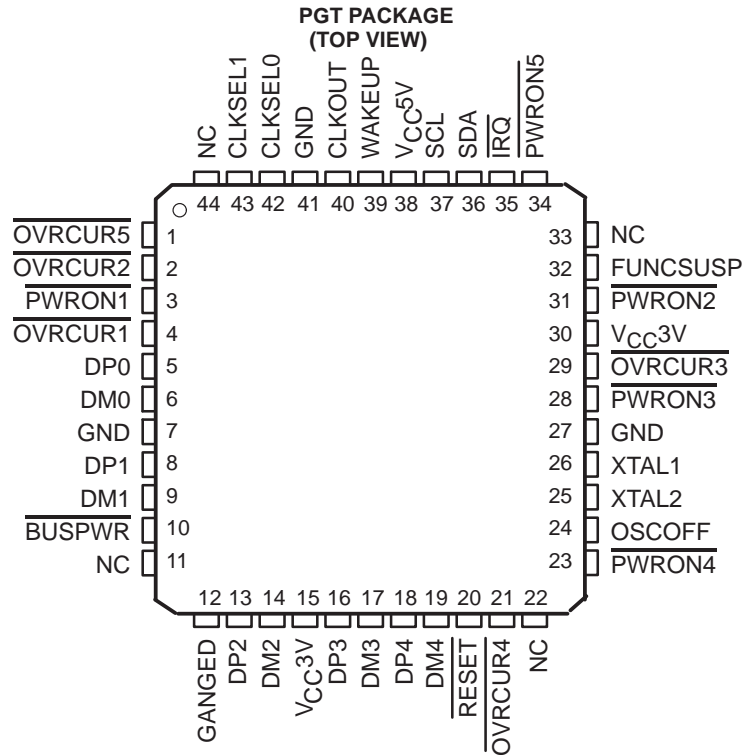 PGT PACKAGE
(TOP VIEW)
NC
CLKSEL1
CLKSEL0
GND
CLKOUT
WAKEUP
VCC5V
SCL
SDA
IRQ
PWRON5
44 43 42 41 40 39 38 37 36 35 34
OVRCUR5 1
OVRCUR2 2
PWRON1 3
OVRCUR1 4
DP0 5
DM0 6
GND 7
DP1 8
DM1 9
BUSPWR 10
NC 11
33 NC
32 FUNCSUSP
31 PWRON2
30 VCC3V
29 OVRCUR3
28 PWRON3
27 GND
26 XTAL1
25 XTAL2
24 OSCOFF
23 PWRON4
12 13 14 15 16 17 18 19 20 21 22
GANGED
DP2
DM2
VCC3V
DP3
DM3
DP4
DM4
RESET
OVRCUR4
NC